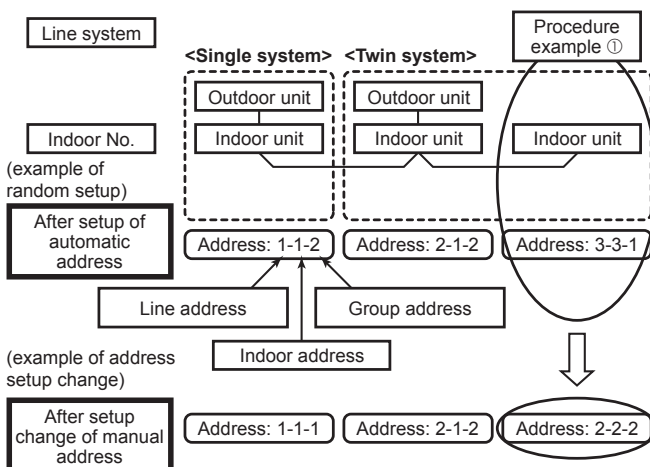 Line system
<Single system>
<Twin system>
Procedure
example ①
Outdoor unit
Outdoor unit
Indoor No.
Indoor unit
Indoor unit
Indoor unit
(example of
random setup)
After setup of
automatic
address
Address: 1-1-2
Address: 2-1-2
Address: 3-3-1
Line address
Group address
Indoor address
(example of address
setup change)
After setup
change of manual
address
Address: 1-1-1
Address: 2-1-2
Address: 2-2-2